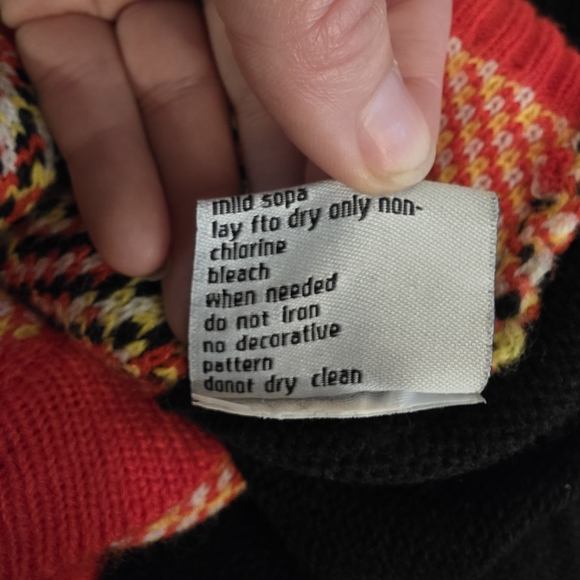 mild sopa
lay fto dry only non-
chlorine
bleach
when needed
do not iron
no decorative
pattern
donot dry clean